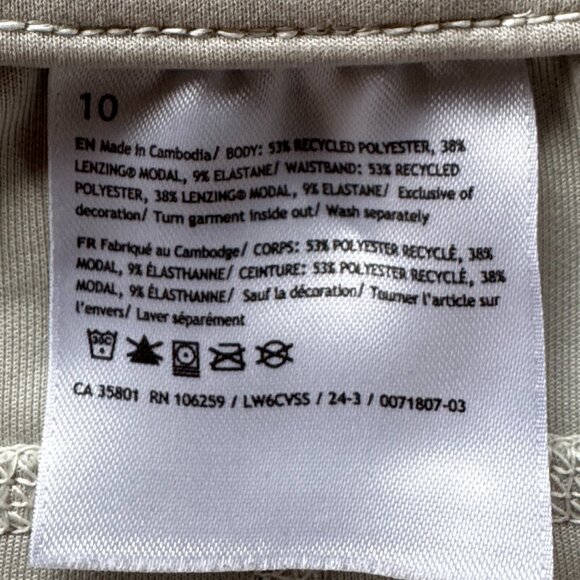 10
EN Made in Cambodia/ BODY: 53% RECYCLED POLYESTER, 38%
LENZING® MODAL, 9% ELASTANE/ WAISTBAND: 53% RECYCLED
POLYESTER, 38% LENZING® MODAL, 9% ELASTANE/ Exclusive of
decoration/ Turn garment inside out/ Wash separately
FR Fabriqué au Cambodge/ CORPS: 53% POLYESTER RECYCLÉ, 38%
MODAL, 9% ÉLASTHANNE/ CEINTURE: 53% POLYESTER RECYCLÉ, 38%
MODAL, 9% ÉLASTHANNE/ Sauf la décoration/ Tourner l'article sur
l'envers/ Laver séparément
30C
CA 35801 RN 106259 / LW6CVSS / 24-3 / 0071807-03